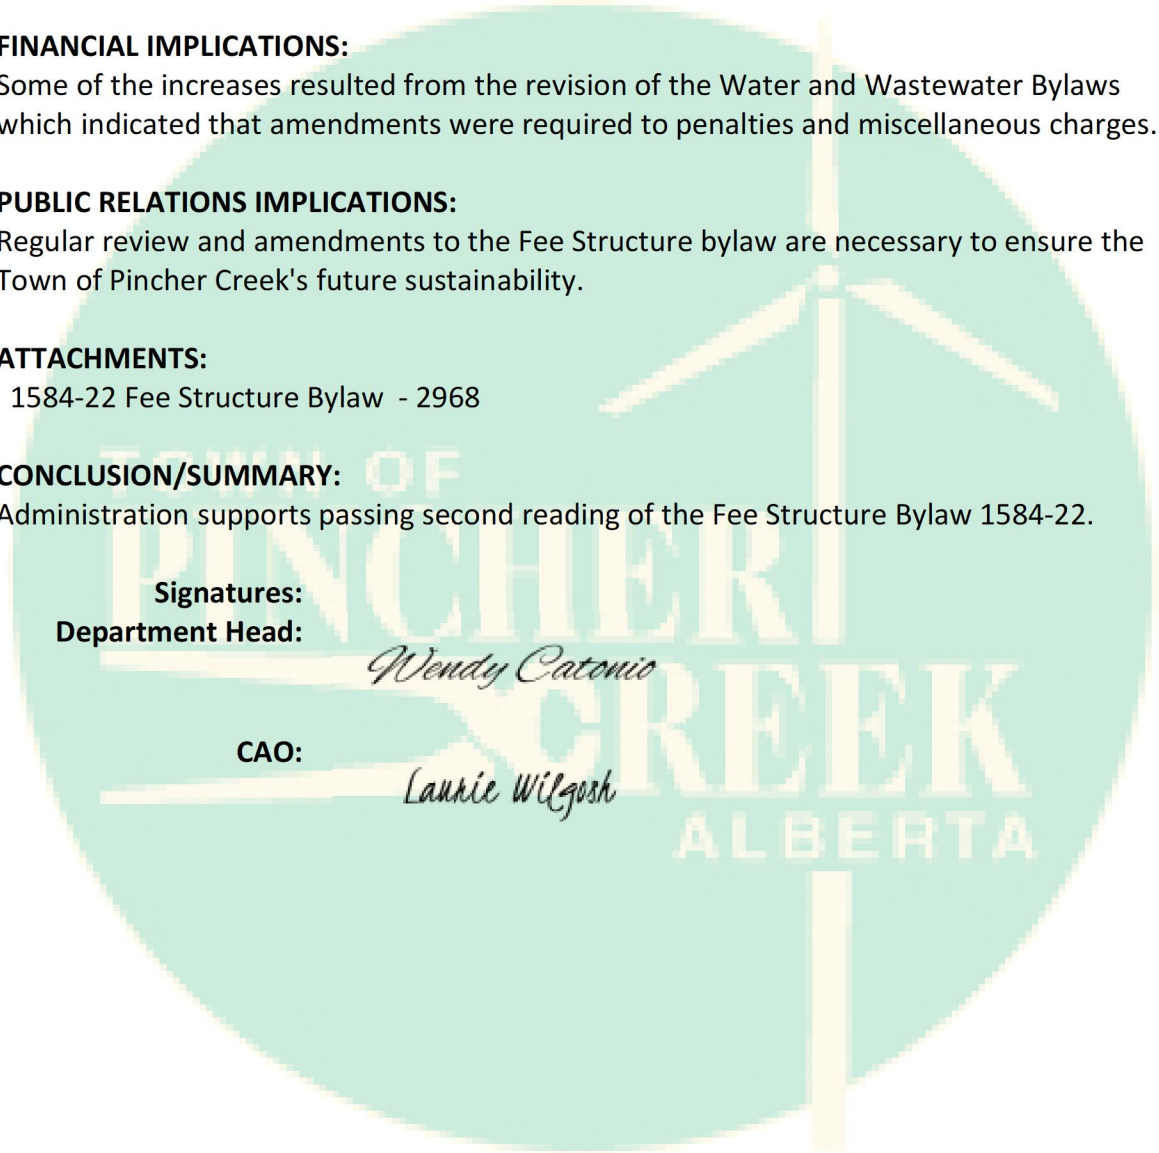 FINANCIAL IMPLICATIONS:
Some of the increases resulted from the revision of the Water and Wastewater Bylaws
which indicated that amendments were required to penalties and miscellaneous charges.
PUBLIC RELATIONS IMPLICATIONS:
Regular review and amendments to the Fee Structure bylaw are necessary to ensure the
Town of Pincher Creek's future sustainability.
ATTACHMENTS:
1584-22 Fee Structure Bylaw - 2968
CONCLUSION/SUMMARY:
Administration supports passing second reading of the Fee Structure Bylaw 1584-22.
Signatures:
Department Head:
Wendy Catonio
CAO:
Laurie Wilgosh
TOWN OF
PINCHER
CREEK
ALBERTA